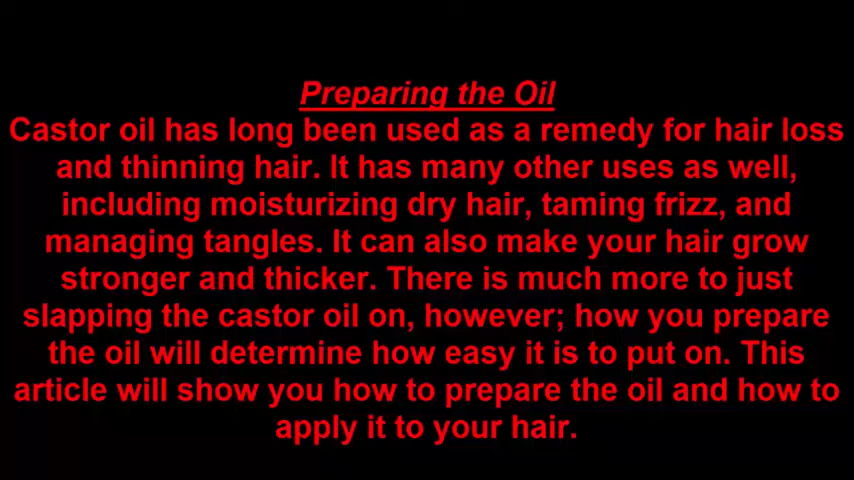 Preparing the Oil
Castor oil has long been used as a remedy for hair loss
and thinning hair. It has many other uses as well,
including moisturizing dry hair, taming frizz, and
managing tangles. It can also make your hair grow
stronger and thicker. There is much more to just
slapping the castor oil on, however; how you prepare
the oil will determine how easy it is to put on. This
article will show you how to prepare the oil and how to
apply it to your hair.